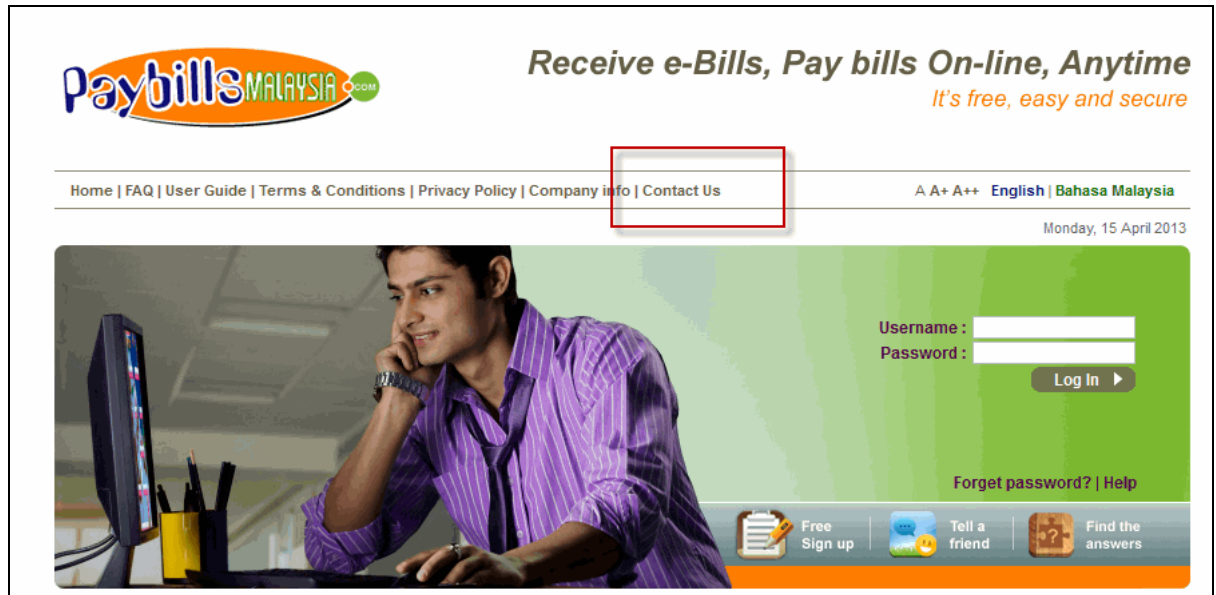 PaybillsMALAYSIA.COM
Receive e-Bills, Pay bills On-line, Anytime
It's free, easy and secure
Home | FAQ | User Guide | Terms & Conditions | Privacy Policy | Company info | Contact Us
A A+ A++ English | Bahasa Malaysia
Monday, 15 April 2013
Username :
Password :
Log In
Forget password? | Help
Free
Sign up
Tell a
friend
Find the
answers